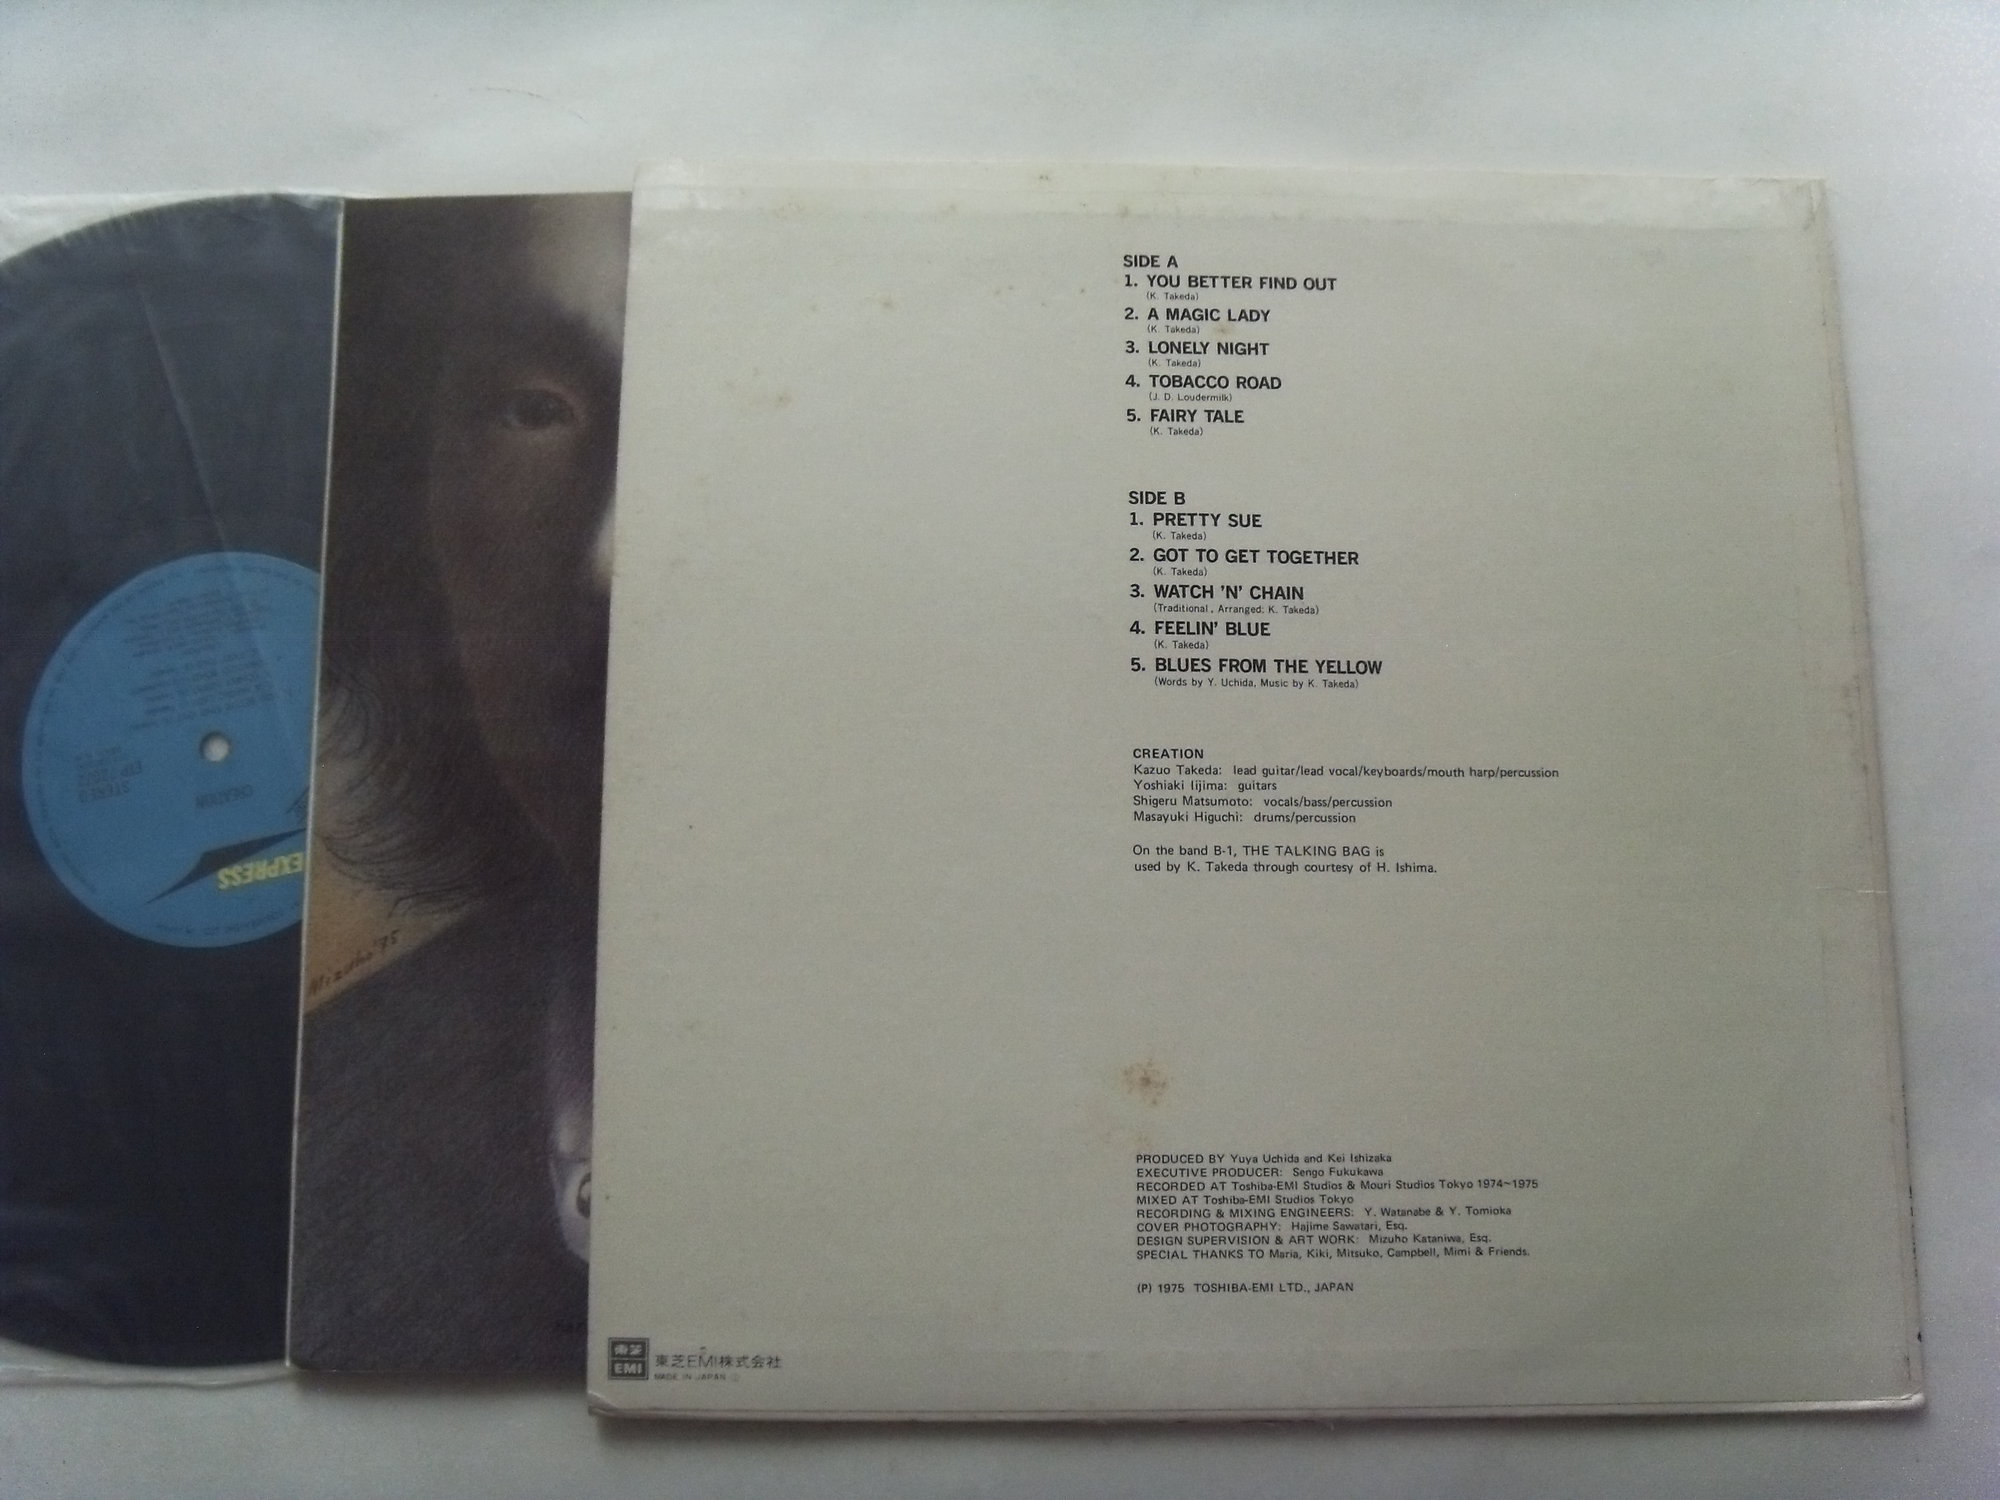 SIDE A
1. YOU BETTER FIND OUT
(K. Takeda)
2. A MAGIC LADY
(K. Takeda)
3. LONELY NIGHT
(K. Takeda)
4. TOBACCO ROAD
(J. D. Loudermilk)
5. FAIRY TALE
(K. Takeda)
SIDE B
1. PRETTY SUE
(K. Takeda)
2. GOT TO GET TOGETHER
(K. Takeda)
3. WATCH 'N' CHAIN
(Traditional, Arranged: K. Takeda)
4. FEELIN' BLUE
(K. Takeda)
5. BLUES FROM THE YELLOW
(Words by Y. Uchida, Music by K. Takeda)
CREATION
Kazuo Takeda: lead guitar/lead vocal/keyboards/mouth harp/percussion
Yoshiaki Iijima: guitars
Shigeru Matsumoto: vocals/bass/percussion
Masayuki Higuchi: drums/percussion
On the band B-1, THE TALKING BAG is
used by K. Takeda through courtesy of H. Ishima.
PRODUCED BY Yuya Uchida and Kei Ishizaka
EXECUTIVE PRODUCER: Sengo Fukukawa
RECORDED AT Toshiba-EMI Studios & Mouri Studios Tokyo 1974~1975
MIXED AT Toshiba-EMI Studios Tokyo
RECORDING & MIXING ENGINEERS: Y. Watanabe & Y. Tomioka
COVER PHOTOGRAPHY: Hajime Sawatari, Esq.
DESIGN SUPERVISION & ART WORK: Mizuho Kataniwa, Esq.
SPECIAL THANKS TO Maria, Kiki, Mitsuko, Campbell, Mimi & Friends.
(P) 1975 TOSHIBA-EMI LTD., JAPAN
東芝
EMI
東芝EMI株式会社
MADE IN JAPAN
Mizuho '75
STEREO
CREATION
EXPRESS